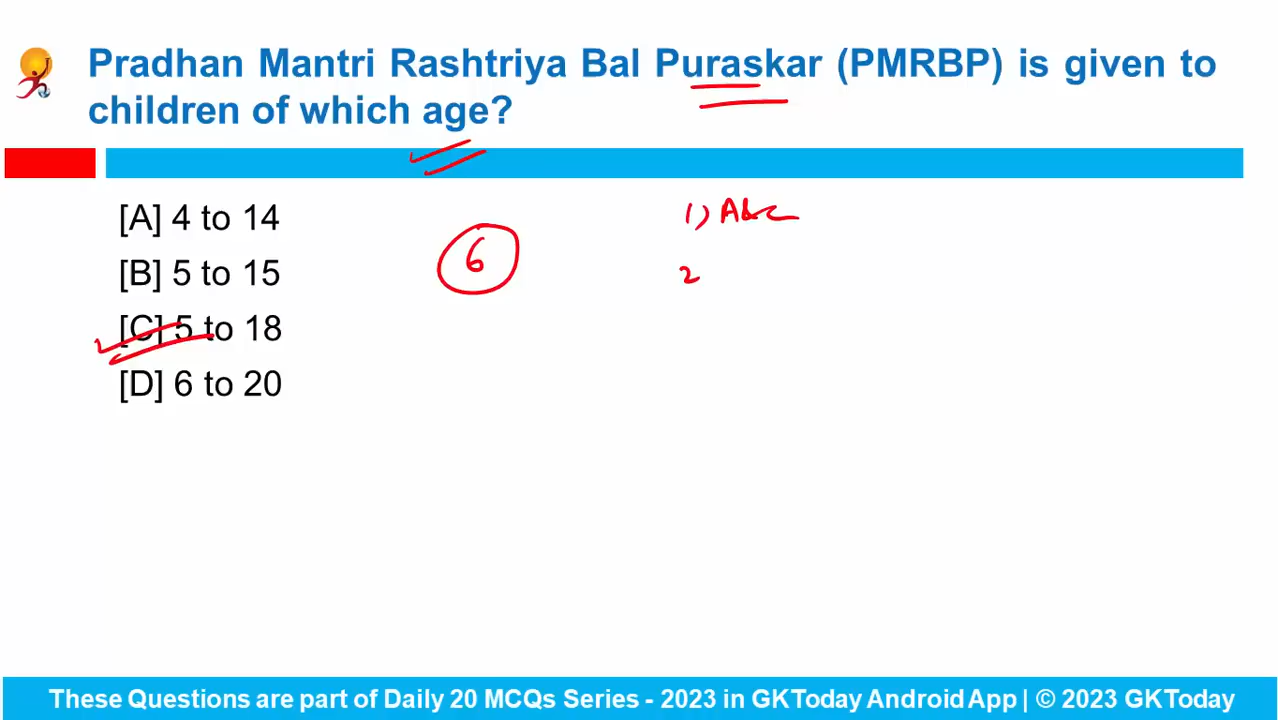 Pradhan Mantri Rashtriya Bal Puraskar (PMRBP) is given to
children of which age?
[A] 4 to 14
[B] 5 to 15
[C] 5 to 18
[D] 6 to 20
6
1) Abc
2
These Questions are part of Daily 20 MCQs Series - 2023 in GKToday Android App | © 2023 GKToday